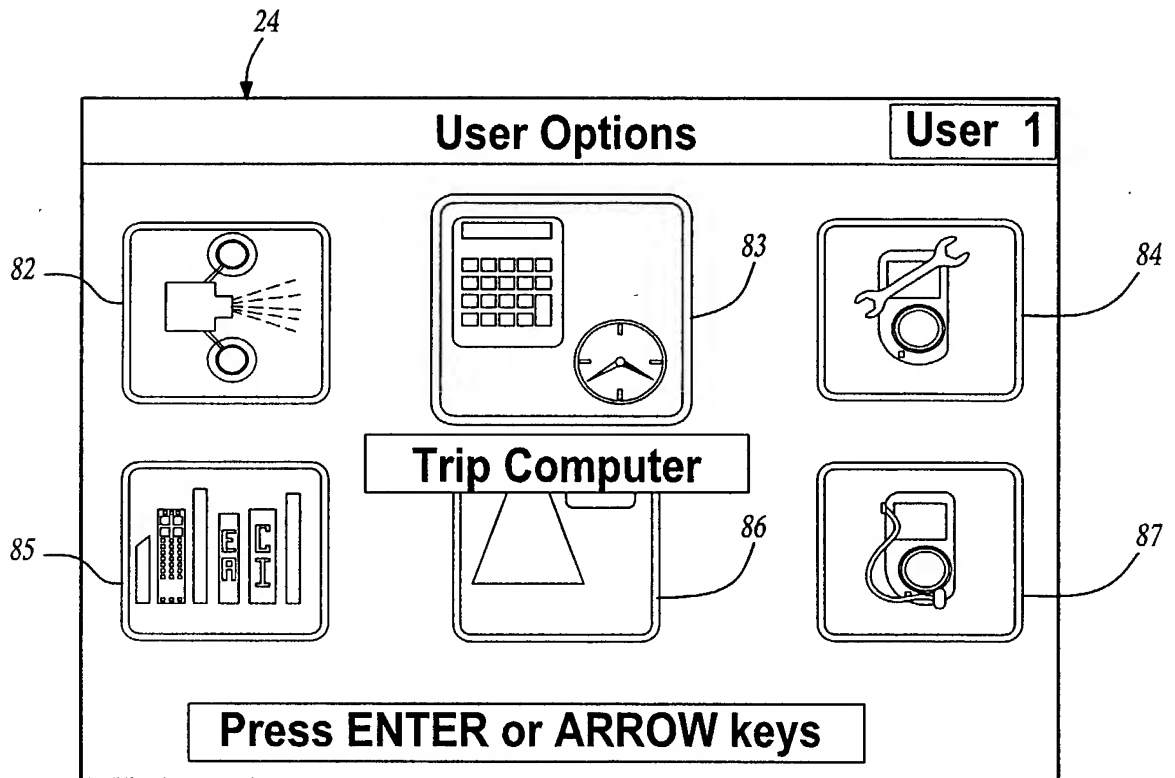 24
User Options
User 1
82
83
84
Trip Computer
85
E
A
C
I
86
87
Press ENTER or ARROW keys